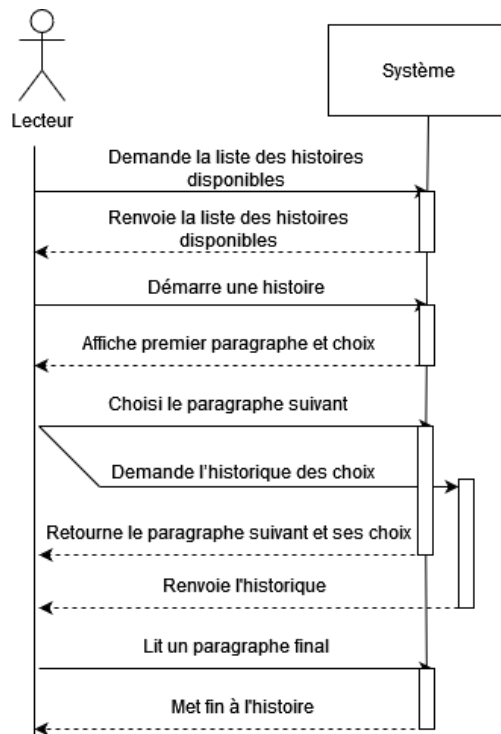 Système
Lecteur
Demande la liste des histoires
disponibles
Renvoie la liste des histoires
disponibles
Démarre une histoire
Affiche premier paragraphe et choix
Choisi le paragraphe suivant
Demande l'historique des choix
Retourne le paragraphe suivant et ses choix
Renvoie l'historique
Lit un paragraphe final
Met fin à l'histoire